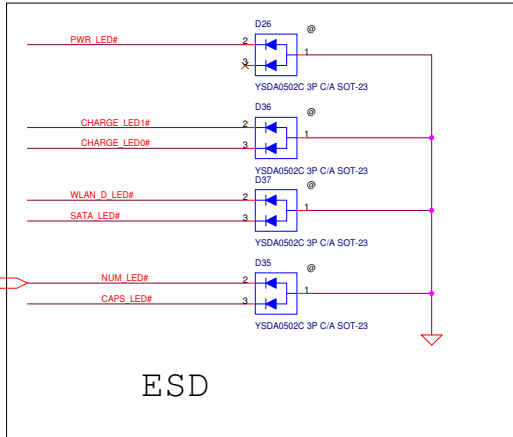 D26
@
PWR_LED#
2
1
3
YSDA0502C 3P C/A SOT-23
D36
@
CHARGE_LED1#
2
1
CHARGE_LED0#
3
YSDA0502C 3P C/A SOT-23
D37
@
WLAN_D_LED#
2
1
SATA_LED#
3
YSDA0502C 3P C/A SOT-23
D35
@
NUM_LED#
2
1
CAPS_LED#
3
YSDA0502C 3P C/A SOT-23
ESD